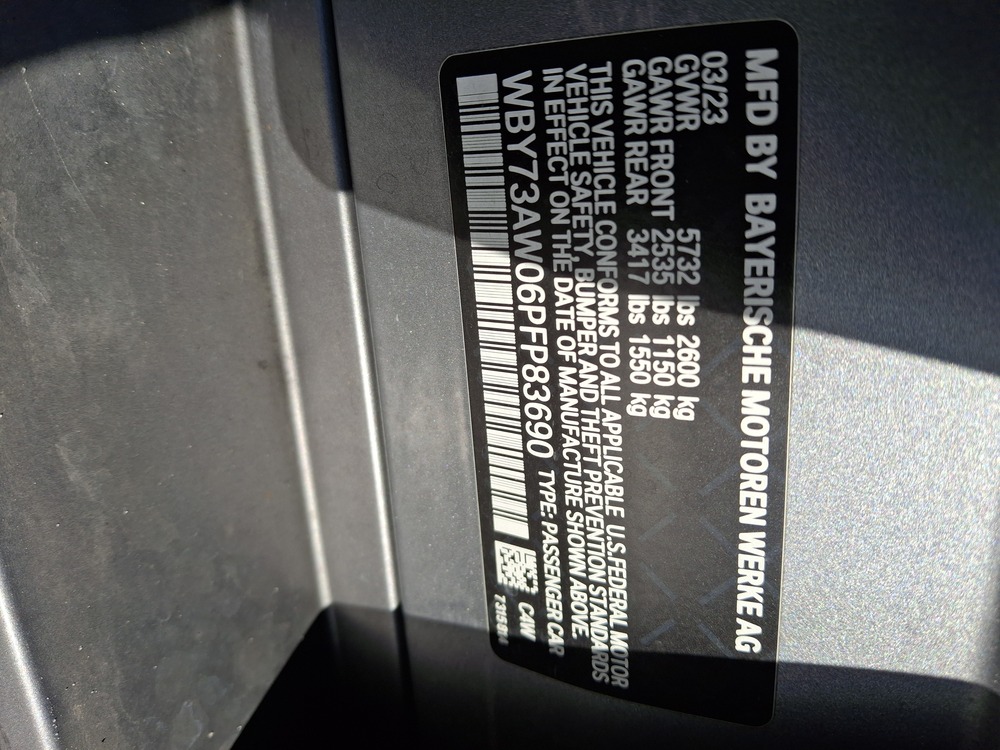 MFD BY BAYERISCHE MOTOREN WERKE AG
03/23
GVWR 5732 lbs 2600 kg
GAWR FRONT 2535 lbs 1150 kg
GAWR REAR 3417 lbs 1550 kg
THIS VEHICLE CONFORMS TO ALL APPLICABLE U.S.FEDERAL MOTOR
VEHICLE SAFETY, BUMPER AND THEFT PREVENTION STANDARDS
IN EFFECT ON THE DATE OF MANUFACTURE SHOWN ABOVE.
WBY73AW06PFP83690 TYPE: PASSENGER CAR
C4W